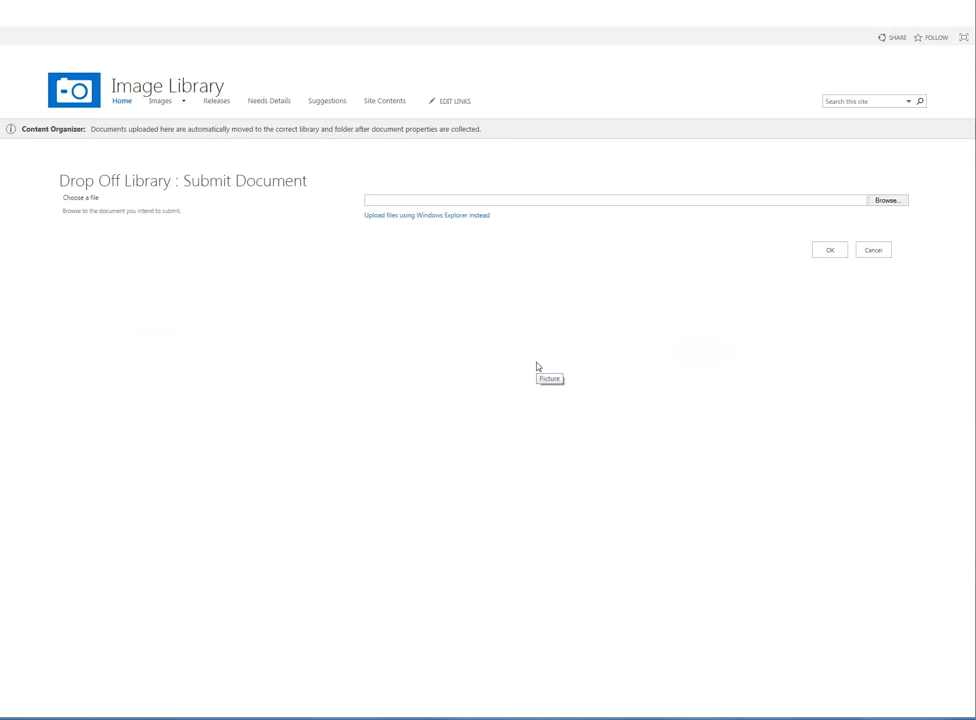 SHARE FOLLOW
Image Library
Home Images Releases Needs Details Suggestions Site Contents EDIT LINKS
Search this site
Content Organizer: Documents uploaded here are automatically moved to the correct library and folder after document properties are collected.
Drop Off Library : Submit Document
Choose a file
Browse...
Browse to the document you intend to submit.
Upload files using Windows Explorer instead
OK Cancel
Picture